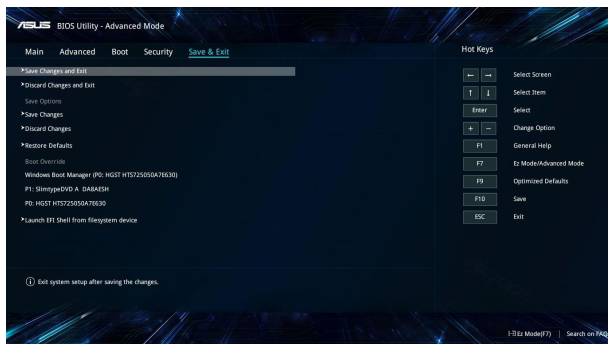 ASUS BIOS Utility - Advanced Mode
Main Advanced Boot Security Save & Exit
Hot Keys
Save Changes and Exit
Discard Changes and Exit
Save Options
Save Changes
Discard Changes
Restore Defaults
Boot Override
Windows Boot Manager (P0: HGST HTS725050A7E630)
P1: SlimtypeDVD A DA8AESH
P0: HGST HTS725050A7E630
Launch EFI Shell from filesystem device
← → Select Screen
↑ ↓ Select Item
Enter Select
+ − Change Option
F1 General Help
F7 Ez Mode/Advanced Mode
F9 Optimized Defaults
F10 Save
ESC Exit
Exit system setup after saving the changes.
Ez Mode(F7) | Search on FAQ